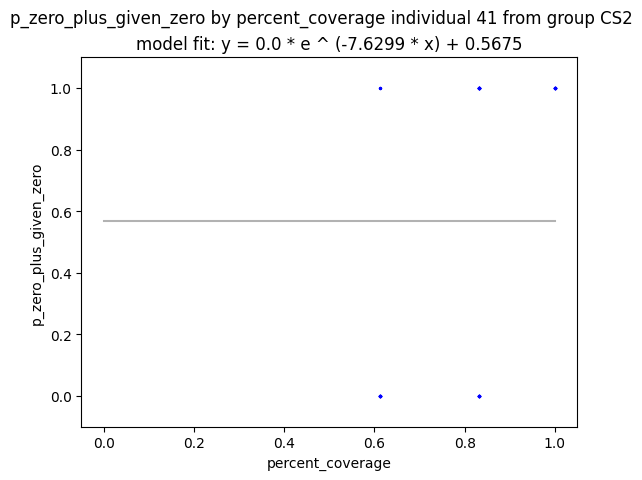 p_zero_plus_given_zero by percent_coverage individual 41 from group CS2
model fit: y = 0.0 * e ^ (-7.6299 * x) + 0.5675
1.0
0.8
0.6
0.4
0.2
0.0
p_zero_plus_given_zero
0.0 0.2 0.4 0.6 0.8 1.0
percent_coverage